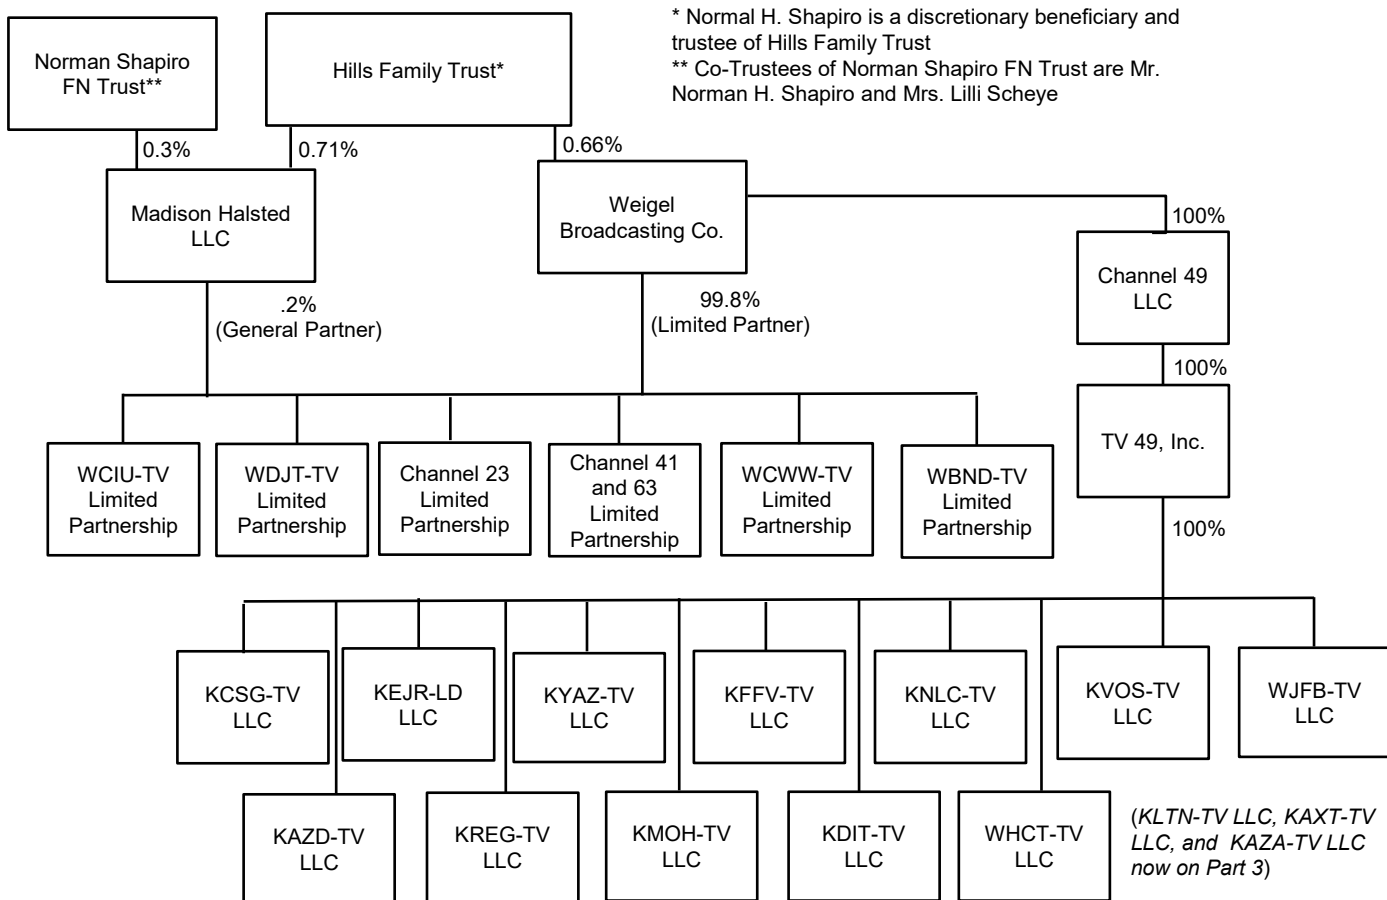 Norman Shapiro
FN Trust**
Hills Family Trust*
* Normal H. Shapiro is a discretionary beneficiary and
trustee of Hills Family Trust
** Co-Trustees of Norman Shapiro FN Trust are Mr.
Norman H. Shapiro and Mrs. Lilli Scheye
0.3%
0.71%
0.66%
Madison Halsted
LLC
Weigel
Broadcasting Co.
100%
Channel 49
LLC
.2%
(General Partner)
99.8%
(Limited Partner)
100%
TV 49, Inc.
WCIU-TV
Limited
Partnership
WDJT-TV
Limited
Partnership
Channel 23
Limited
Partnership
Channel 41
and 63
Limited
Partnership
WCWW-TV
Limited
Partnership
WBND-TV
Limited
Partnership
100%
KCSG-TV
LLC
KEJR-LD
LLC
KYAZ-TV
LLC
KFFV-TV
LLC
KNLC-TV
LLC
KVOS-TV
LLC
WJFB-TV
LLC
KAZD-TV
LLC
KREG-TV
LLC
KMOH-TV
LLC
KDIT-TV
LLC
WHCT-TV
LLC
(KLTN-TV LLC, KAXT-TV
LLC, and KAZA-TV LLC
now on Part 3)